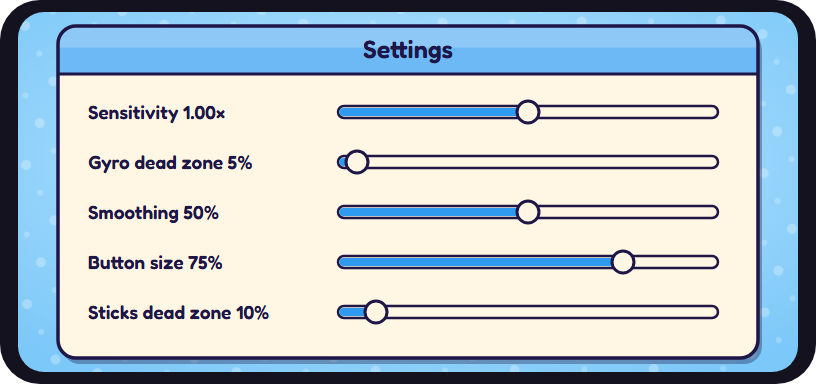 Settings
Sensitivity 1.00×
Gyro dead zone 5%
Smoothing 50%
Button size 75%
Sticks dead zone 10%